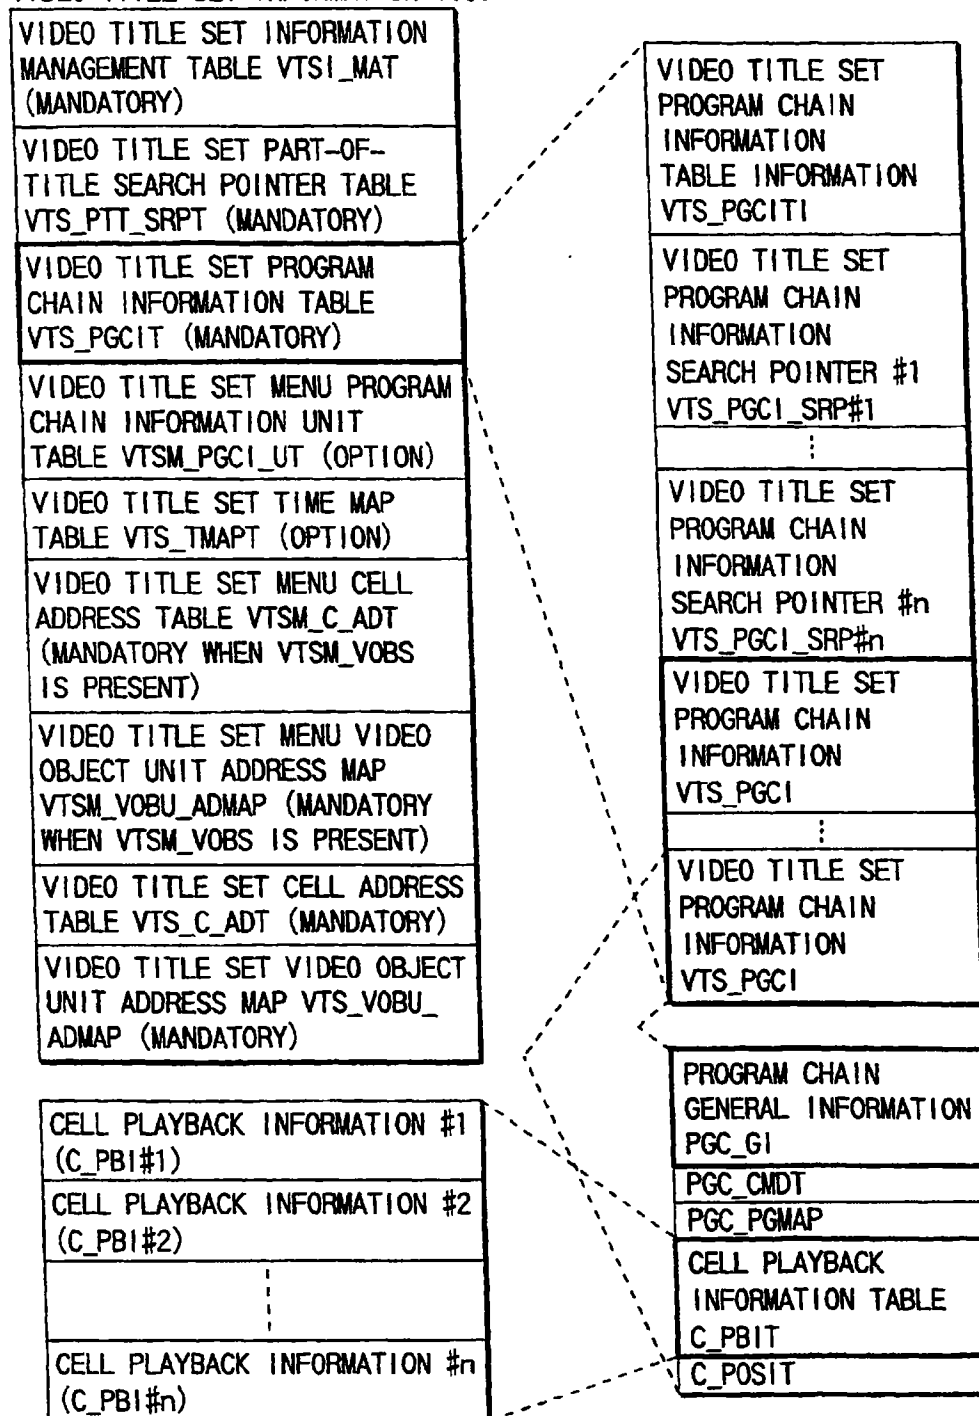 VIDEO TITLE SET INFORMATION
MANAGEMENT TABLE VTSI_MAT
(MANDATORY)
VIDEO TITLE SET PART-OF-
TITLE SEARCH POINTER TABLE
VTS_PTT_SRPT (MANDATORY)
VIDEO TITLE SET PROGRAM
CHAIN INFORMATION TABLE
VTS_PGCIT (MANDATORY)
VIDEO TITLE SET MENU PROGRAM
CHAIN INFORMATION UNIT
TABLE VTSM_PGCI_UT (OPTION)
VIDEO TITLE SET TIME MAP
TABLE VTS_TMAPT (OPTION)
VIDEO TITLE SET MENU CELL
ADDRESS TABLE VTSM_C_ADT
(MANDATORY WHEN VTSM_VOBS
IS PRESENT)
VIDEO TITLE SET MENU VIDEO
OBJECT UNIT ADDRESS MAP
VTSM_VOBU_ADMAP (MANDATORY
WHEN VTSM_VOBS IS PRESENT)
VIDEO TITLE SET CELL ADDRESS
TABLE VTS_C_ADT (MANDATORY)
VIDEO TITLE SET VIDEO OBJECT
UNIT ADDRESS MAP VTS_VOBU_
ADMAP (MANDATORY)
VIDEO TITLE SET
PROGRAM CHAIN
INFORMATION
TABLE INFORMATION
VTS_PGCITI
VIDEO TITLE SET
PROGRAM CHAIN
INFORMATION
SEARCH POINTER #1
VTS_PGCI_SRP#1
VIDEO TITLE SET
PROGRAM CHAIN
INFORMATION
SEARCH POINTER #n
VTS_PGCI_SRP#n
VIDEO TITLE SET
PROGRAM CHAIN
INFORMATION
VTS_PGCI
VIDEO TITLE SET
PROGRAM CHAIN
INFORMATION
VTS_PGCI
PROGRAM CHAIN
GENERAL INFORMATION
PGC_GI
PGC_CMDT
PGC_PGMAP
CELL PLAYBACK
INFORMATION TABLE
C_PBIT
C_POSIT
CELL PLAYBACK INFORMATION #1
(C_PBI#1)
CELL PLAYBACK INFORMATION #2
(C_PBI#2)
CELL PLAYBACK INFORMATION #n
(C_PBI#n)